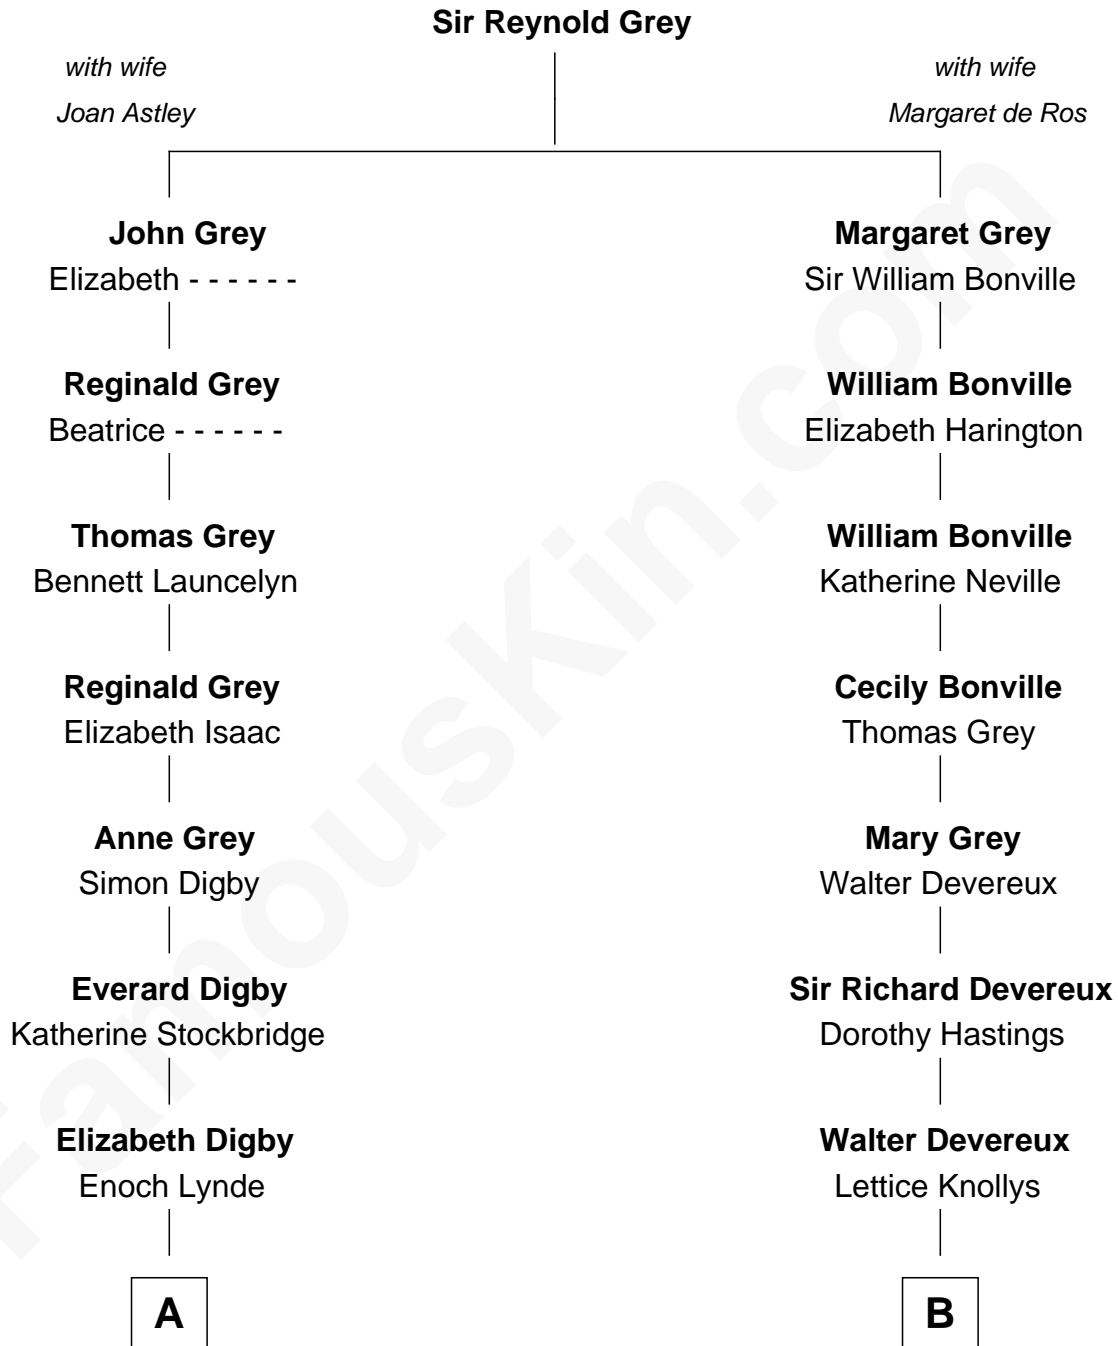 Sir Reynold Grey
with wife
Joan Astley
with wife
Margaret de Ros
John Grey
Elizabeth - - - - - -
Reginald Grey
Beatrice - - - - - -
Thomas Grey
Bennett Launcelyn
Reginald Grey
Elizabeth Isaac
Anne Grey
Simon Digby
Everard Digby
Katherine Stockbridge
Elizabeth Digby
Enoch Lynde
A
Margaret Grey
Sir William Bonville
William Bonville
Elizabeth Harington
William Bonville
Katherine Neville
Cecily Bonville
Thomas Grey
Mary Grey
Walter Devereux
Sir Richard Devereux
Dorothy Hastings
Walter Devereux
Lettice Knollys
B
FamousKin.com